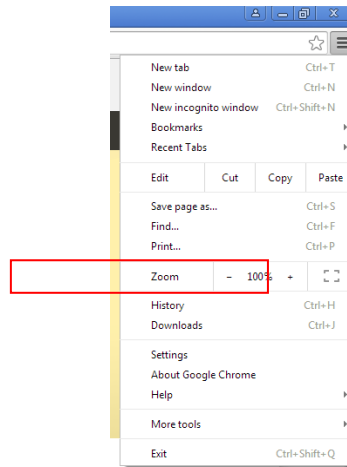 New tab Ctrl+T
New window Ctrl+N
New incognito window Ctrl+Shift+N
Bookmarks
Recent Tabs
Edit Cut Copy Paste
Save page as... Ctrl+S
Find... Ctrl+F
Print... Ctrl+P
Zoom - 100% +
History Ctrl+H
Downloads Ctrl+J
Settings
About Google Chrome
Help
More tools
Exit Ctrl+Shift+Q